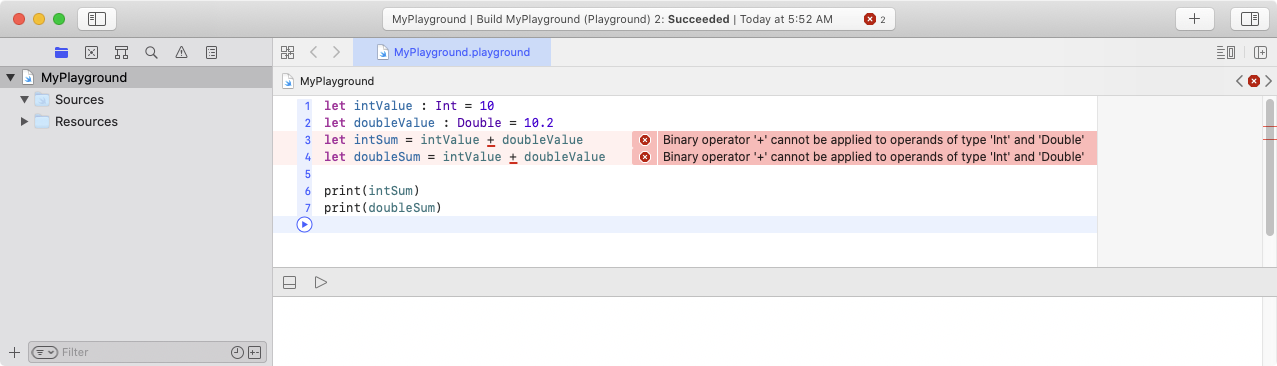 MyPlayground | Build MyPlayground (Playground) 2: Succeeded | Today at 5:52 AM 2
MyPlayground.playground
MyPlayground
MyPlayground
Sources
Resources
1 let intValue : Int = 10
2 let doubleValue : Double = 10.2
3 let intSum = intValue + doubleValue Binary operator '+' cannot be applied to operands of type 'Int' and 'Double'
4 let doubleSum = intValue + doubleValue Binary operator '+' cannot be applied to operands of type 'Int' and 'Double'
5
6 print(intSum)
7 print(doubleSum)
Filter